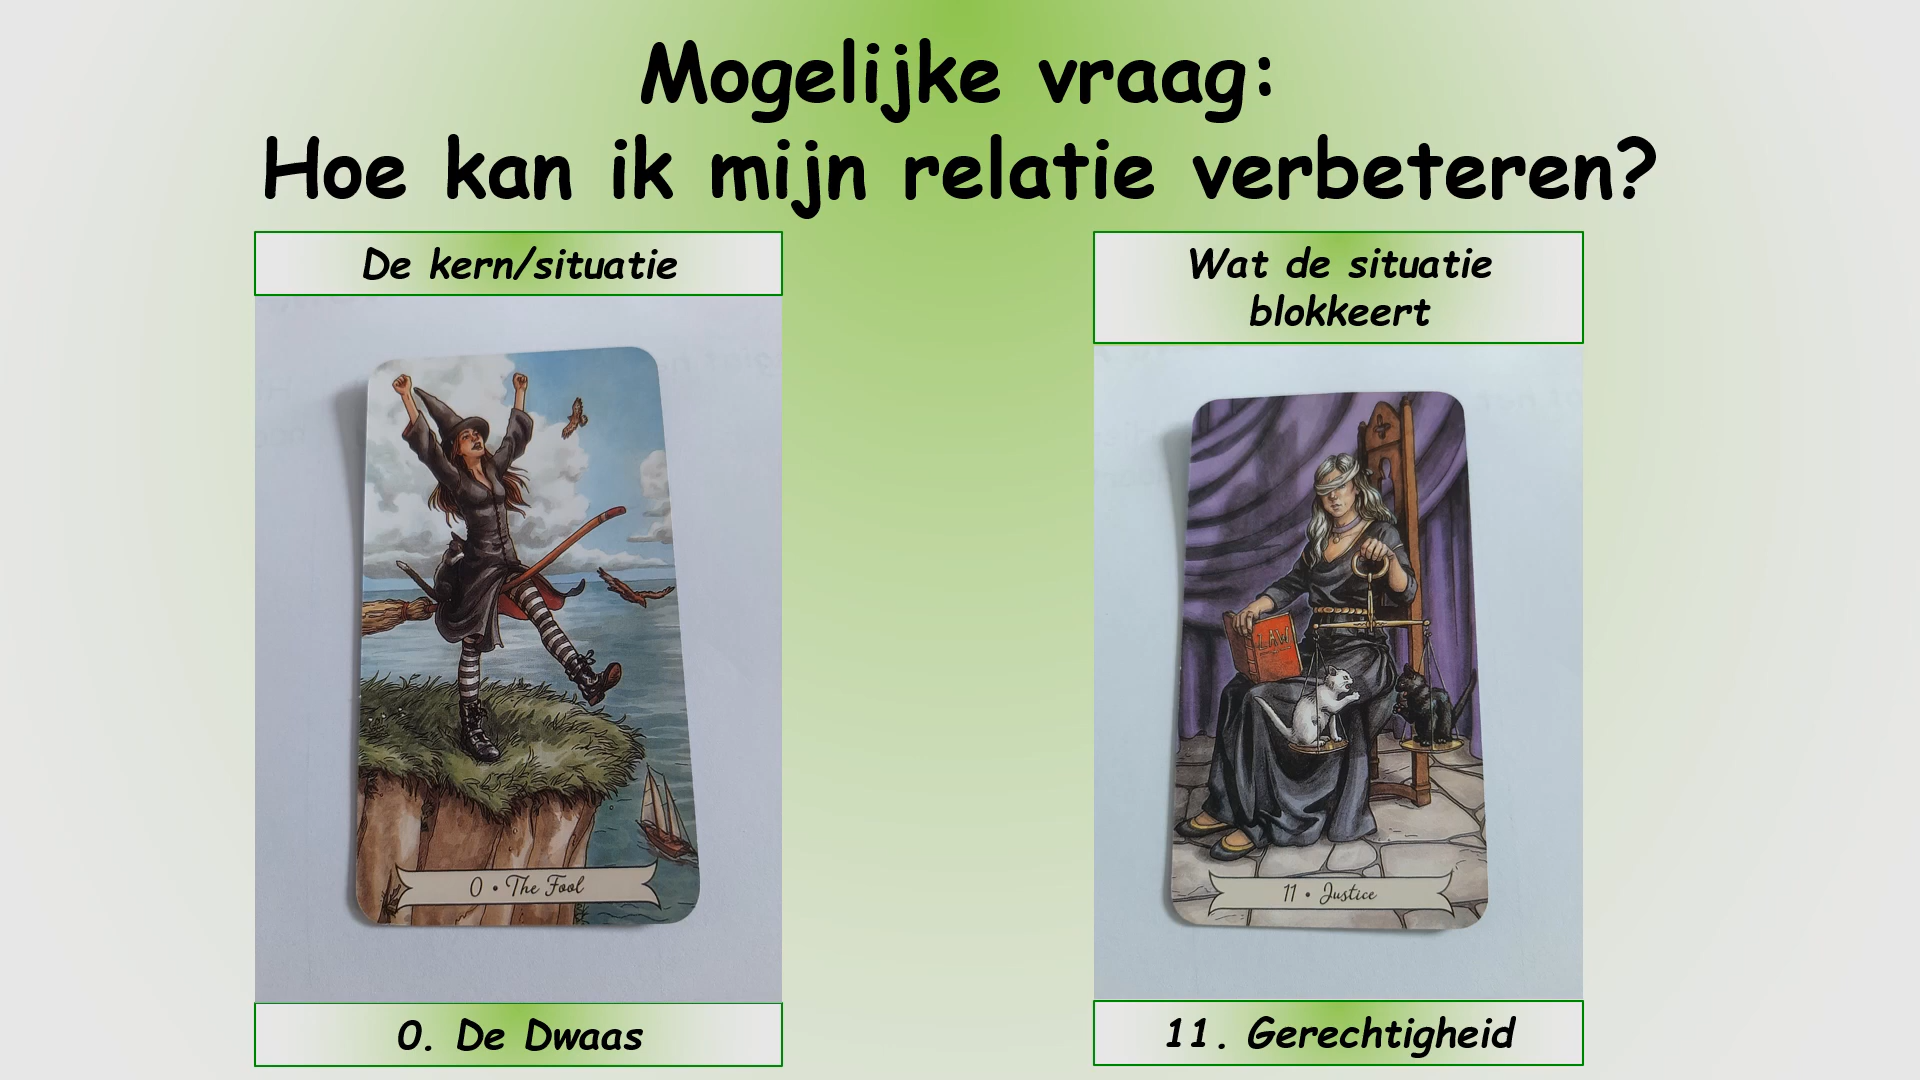 Mogelijke vraag:
Hoe kan ik mijn relatie verbeteren?
De kern/situatie
Wat de situatie
blokkeert
LAW
0 • The Fool
11 • Justice
0. De Dwaas
11. Gerechtigheid